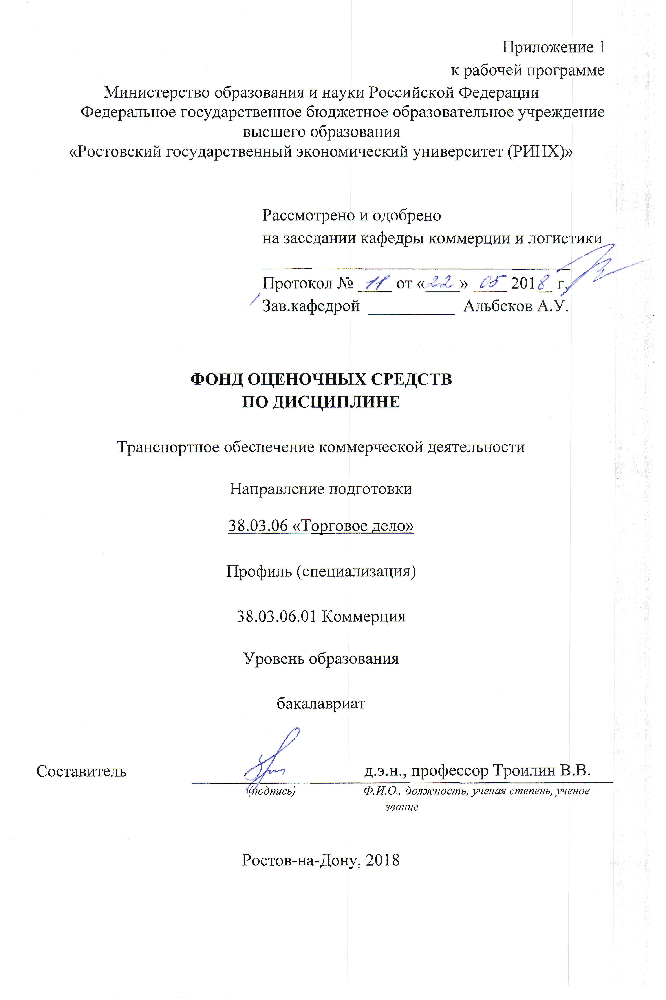 Приложение 1
к рабочей программе
Министерство образования и науки Российской Федерации
Федеральное государственное бюджетное образовательное учреждение
высшего образования
«Ростовский государственный экономический университет (РИНХ)»
Рассмотрено и одобрено
на заседании кафедры коммерции и логистики
Протокол № 11 от «22» 05 2018 г.
Зав.кафедрой Альбеков А.У.
ФОНД ОЦЕНОЧНЫХ СРЕДСТВ
ПО ДИСЦИПЛИНЕ
Транспортное обеспечение коммерческой деятельности
Направление подготовки
38.03.06 «Торговое дело»
Профиль (специализация)
38.03.06.01 Коммерция
Уровень образования
бакалавриат
Составитель д.э.н., профессор Троилин В.В.
(подпись) Ф.И.О., должность, ученая степень, ученое
звание
Ростов-на-Дону, 2018